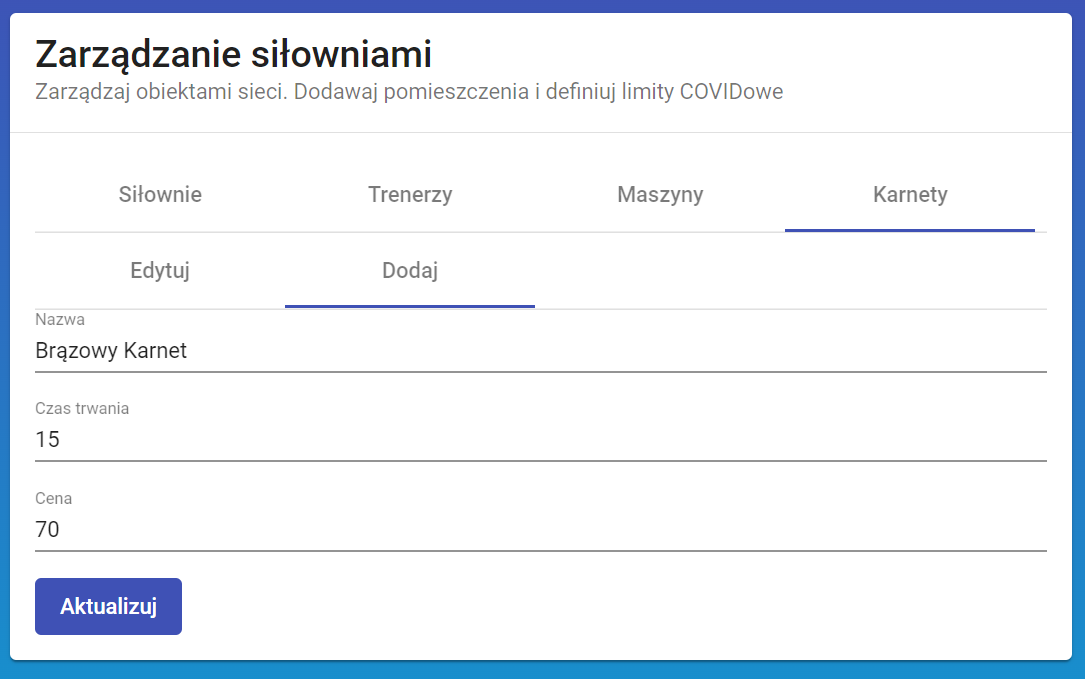 Zarządzanie siłowniami
Zarządzaj obiektami sieci. Dodawaj pomieszczenia i definiuj limity COVIDowe
Siłownie Trenerzy Maszyny Karnety
Edytuj Dodaj
Nazwa
Brązowy Karnet
Czas trwania
15
Cena
70
Aktualizuj